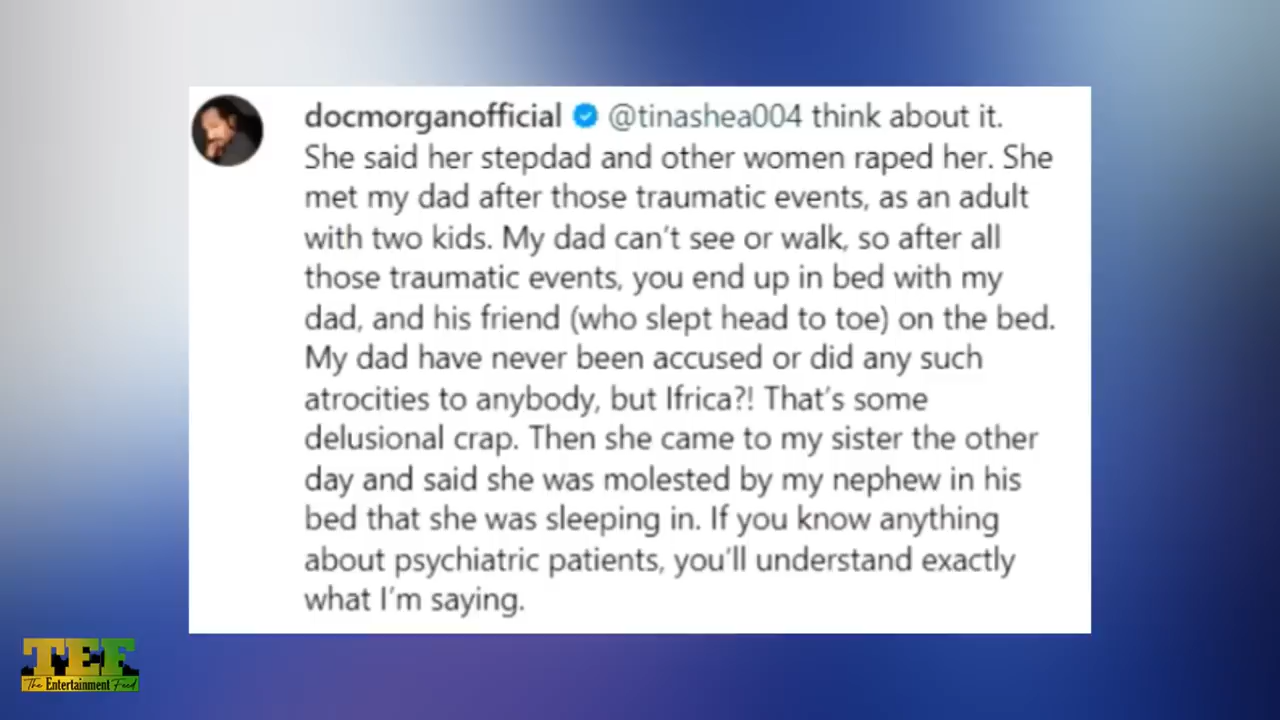 docmorganofficial @tinashea004 think about it.
She said her stepdad and other women raped her. She
met my dad after those traumatic events, as an adult
with two kids. My dad can't see or walk, so after all
those traumatic events, you end up in bed with my
dad, and his friend (who slept head to toe) on the bed.
My dad have never been accused or did any such
atrocities to anybody, but Ifrica?! That's some
delusional crap. Then she came to my sister the other
day and said she was molested by my nephew in his
bed that she was sleeping in. If you know anything
about psychiatric patients, you'll understand exactly
what I'm saying.
TEF
The Entertainment Feed